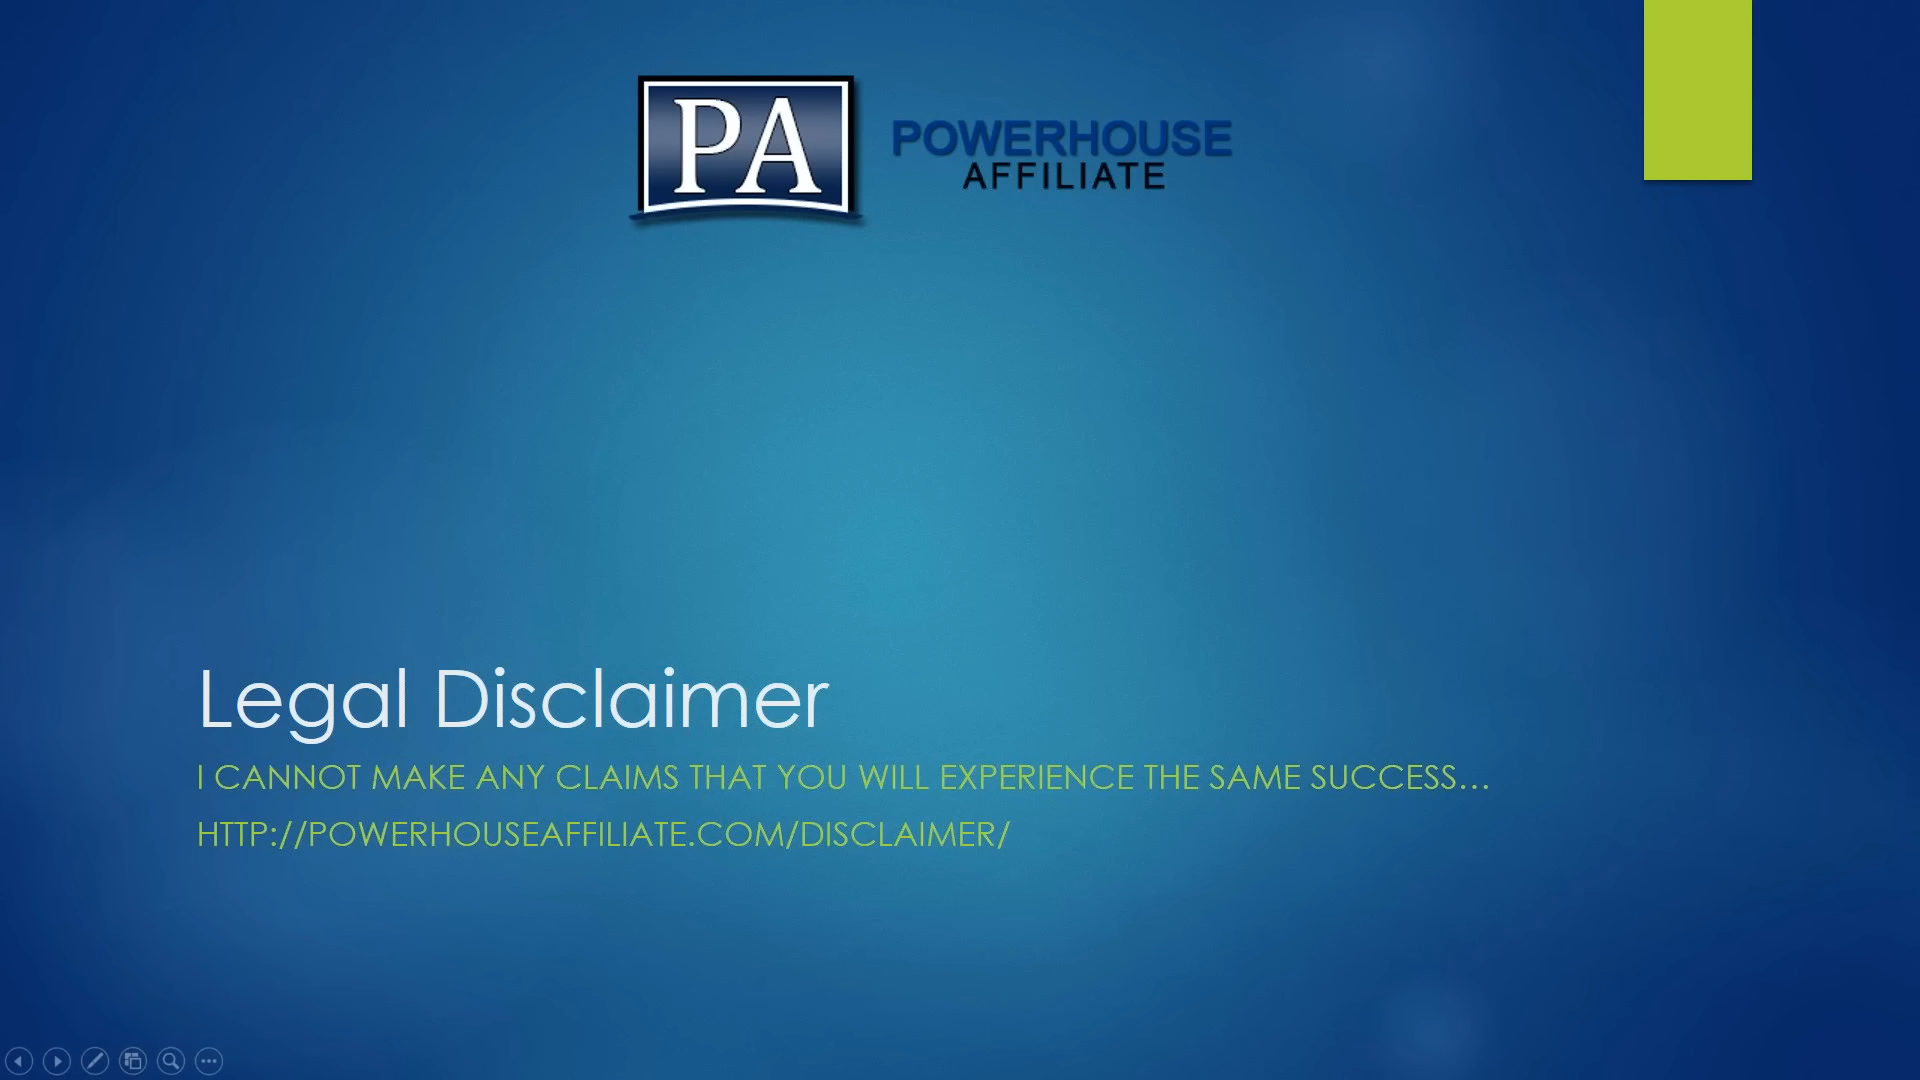 PA
POWERHOUSE
AFFILIATE
Legal Disclaimer
I CANNOT MAKE ANY CLAIMS THAT YOU WILL EXPERIENCE THE SAME SUCCESS…
HTTP://POWERHOUSEAFFILIATE.COM/DISCLAIMER/